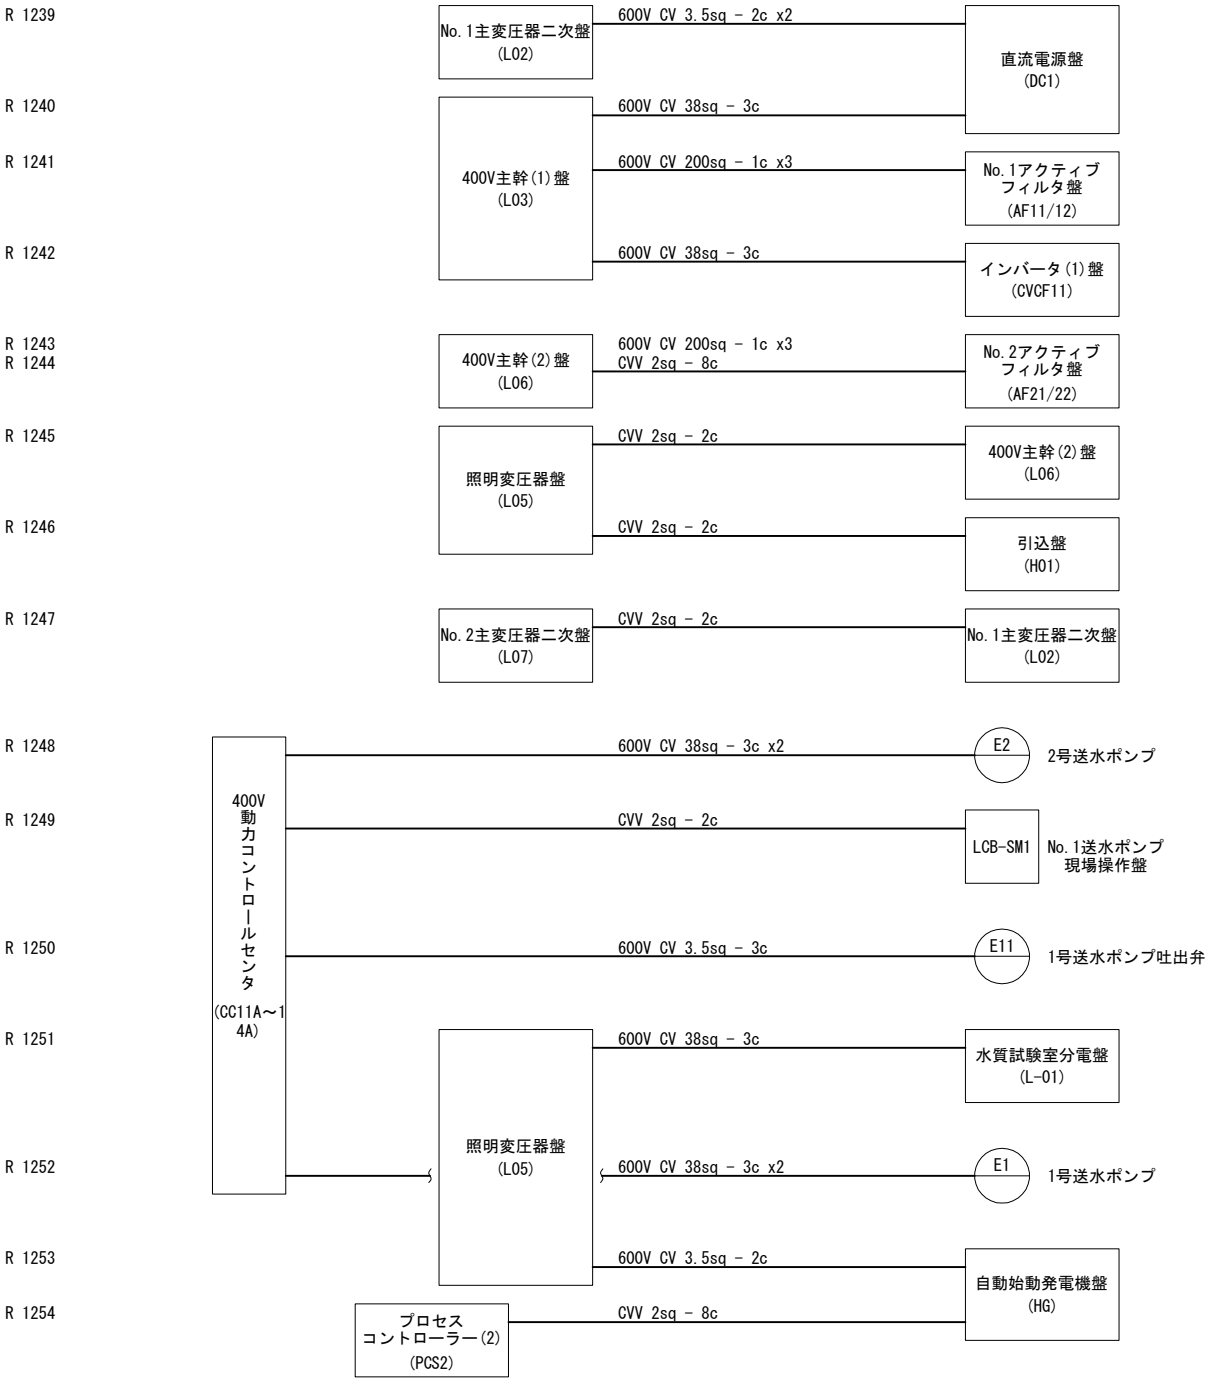 R 1239
No.1主変圧器二次盤
(L02)
600V CV 3.5sq - 2c x2
直流電源盤
(DC1)
R 1240
600V CV 38sq - 3c
R 1241
400V主幹(1)盤
(L03)
600V CV 200sq - 1c x3
No.1アクティブ
フィルタ盤
(AF11/12)
R 1242
600V CV 38sq - 3c
インバータ(1)盤
(CVCF11)
R 1243
R 1244
400V主幹(2)盤
(L06)
600V CV 200sq - 1c x3
CVV 2sq - 8c
No.2アクティブ
フィルタ盤
(AF21/22)
R 1245
照明変圧器盤
(L05)
CVV 2sq - 2c
400V主幹(2)盤
(L06)
R 1246
CVV 2sq - 2c
引込盤
(H01)
R 1247
No.2主変圧器二次盤
(L07)
CVV 2sq - 2c
No.1主変圧器二次盤
(L02)
R 1248
400V
動力コントロールセンタ
(CC11A～1
4A)
600V CV 38sq - 3c x2
E2
2号送水ポンプ
R 1249
CVV 2sq - 2c
LCB-SM1
No.1送水ポンプ
現場操作盤
R 1250
600V CV 3.5sq - 3c
E11
1号送水ポンプ吐出弁
R 1251
600V CV 38sq - 3c
水質試験室分電盤
(L-01)
R 1252
照明変圧器盤
(L05)
600V CV 38sq - 3c x2
E1
1号送水ポンプ
R 1253
600V CV 3.5sq - 2c
自動始動発電機盤
(HG)
R 1254
プロセス
コントローラー(2)
(PCS2)
CVV 2sq - 8c